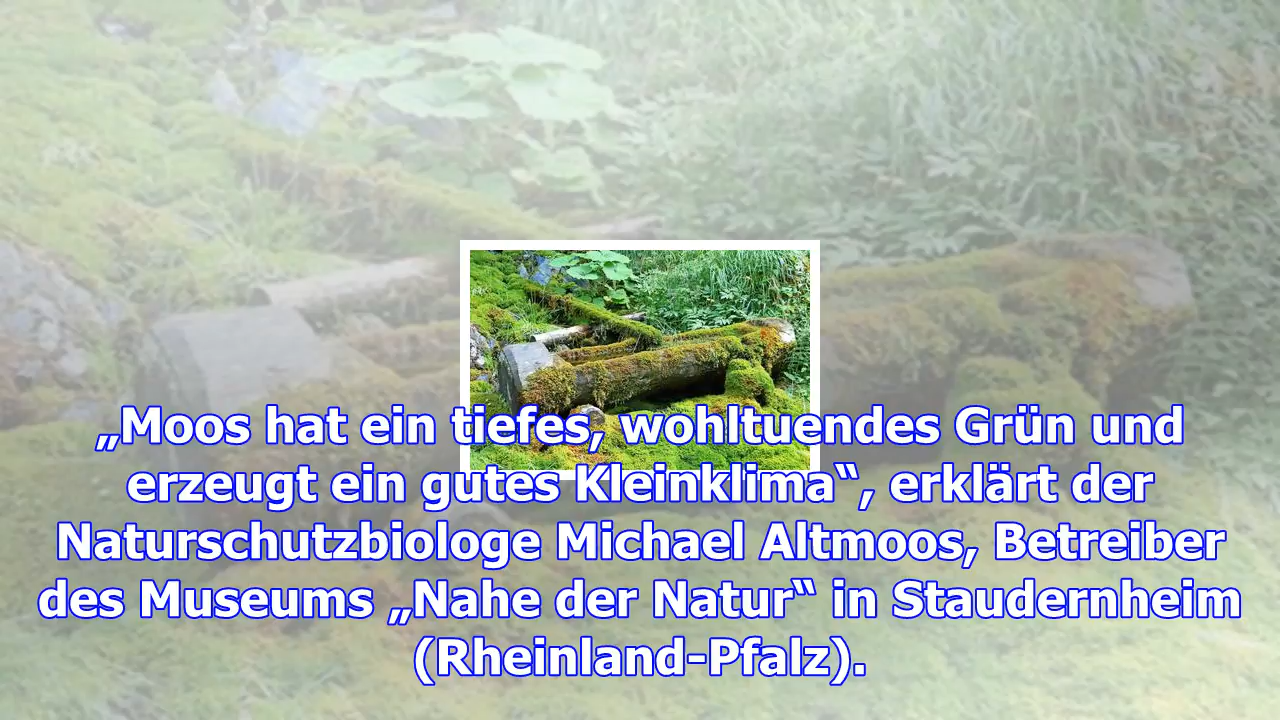 „Moos hat ein tiefes, wohltuendes Grün und
erzeugt ein gutes Kleinklima“, erklärt der
Naturschutzbiologe Michael Altmoos, Betreiber
des Museums „Nahe der Natur“ in Staudernheim
(Rheinland-Pfalz).